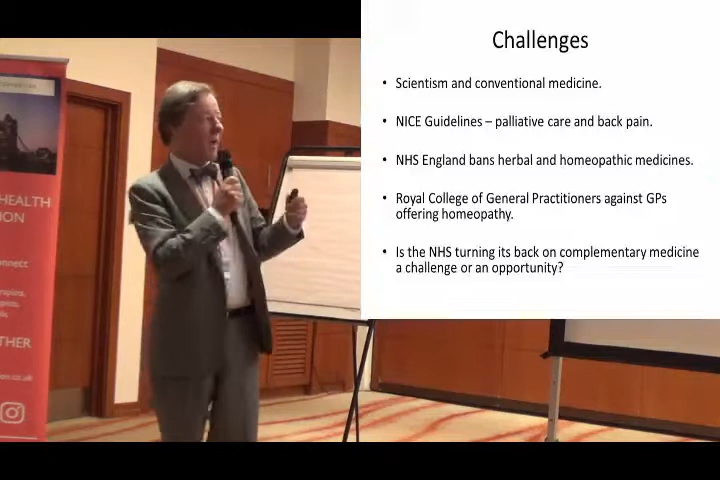 HEALTH
ION
onnect
THER
Challenges
• Scientism and conventional medicine.
• NICE Guidelines – palliative care and back pain.
• NHS England bans herbal and homeopathic medicines.
• Royal College of General Practitioners against GPs
offering homeopathy.
• Is the NHS turning its back on complementary medicine
a challenge or an opportunity?